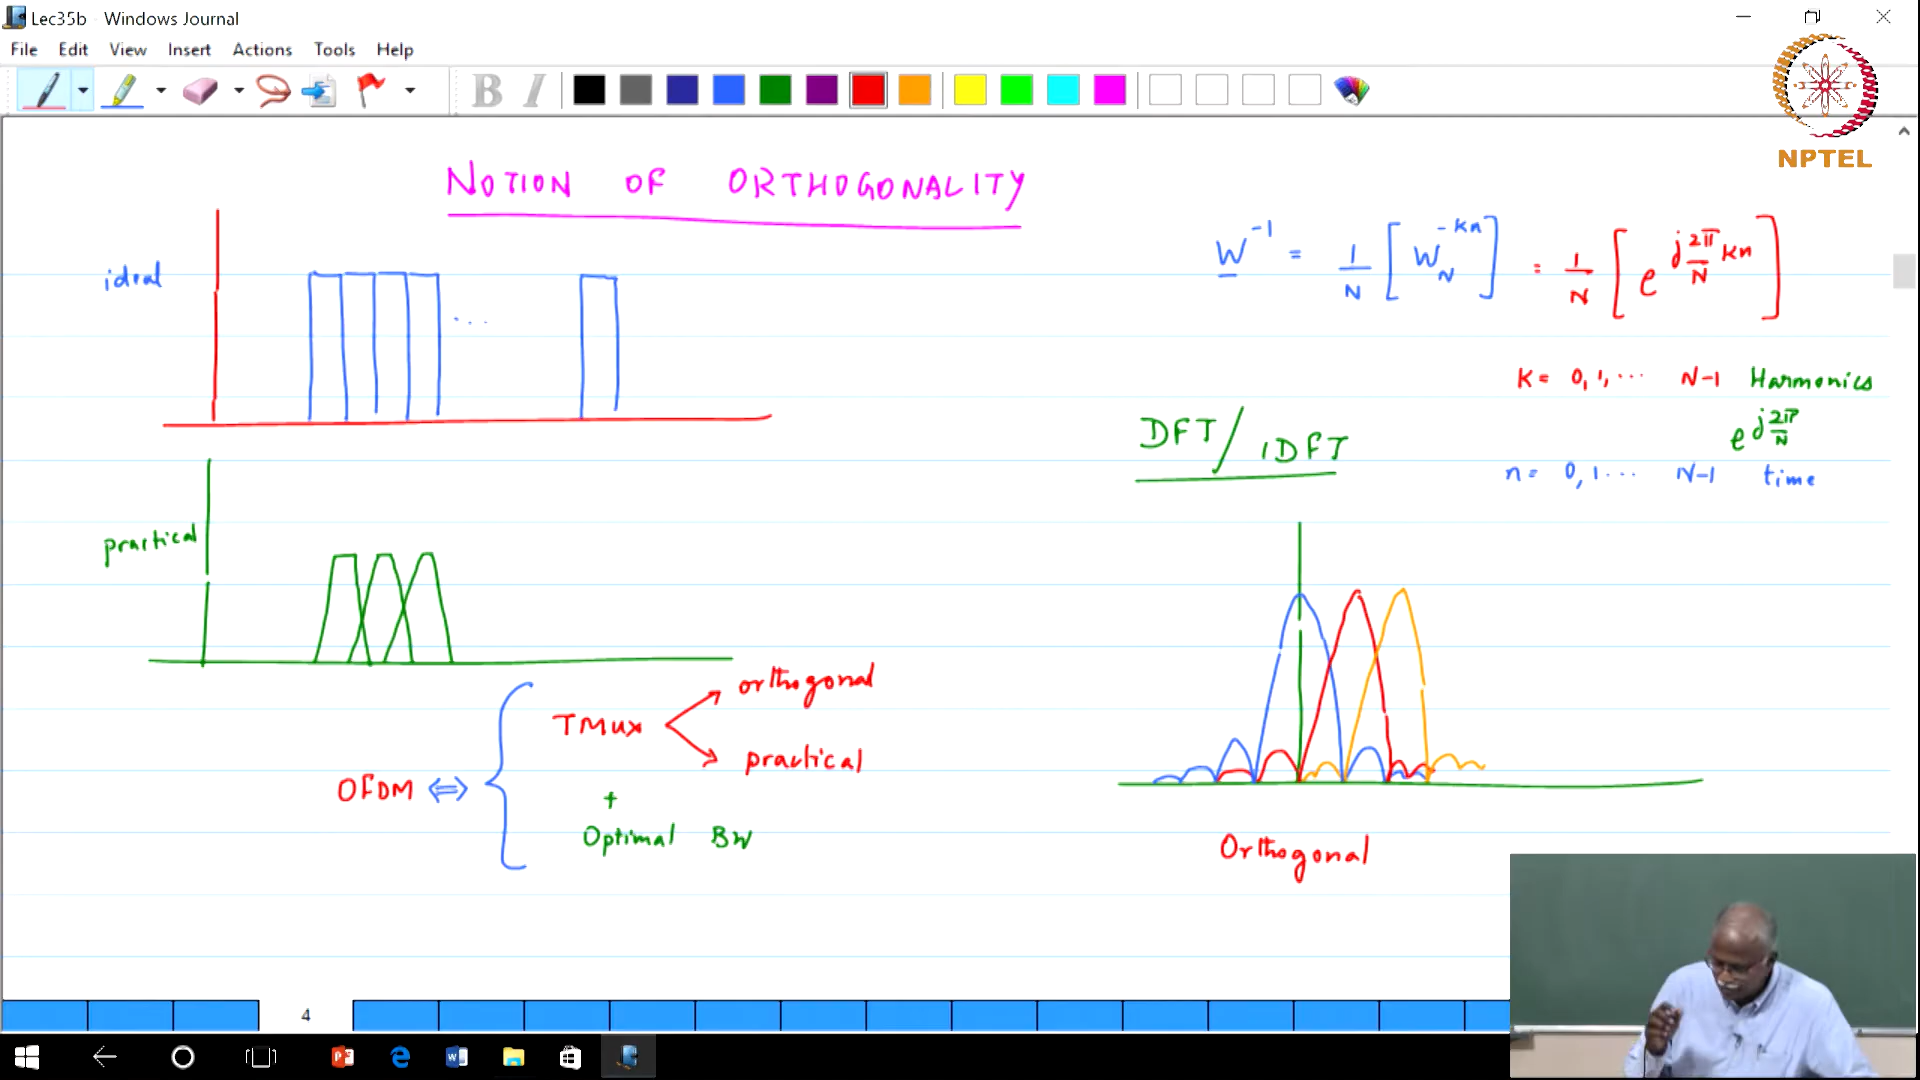 Lec35b - Windows Journal
File Edit View Insert Actions Tools Help
B I
NPTEL
NOTION OF ORTHOGONALITY
ideal
...
W^-1 = 1/N [W_N^-kn] = 1/N [e^j2π/N kn]
K = 0, 1, ... N-1 Harmonics
e^j2π/N
n = 0, 1 ... N-1 time
DFT/IDFT
practical
TMUX
orthogonal
practical
OFDM ⇔ {
+
Optimal BW
Orthogonal
4